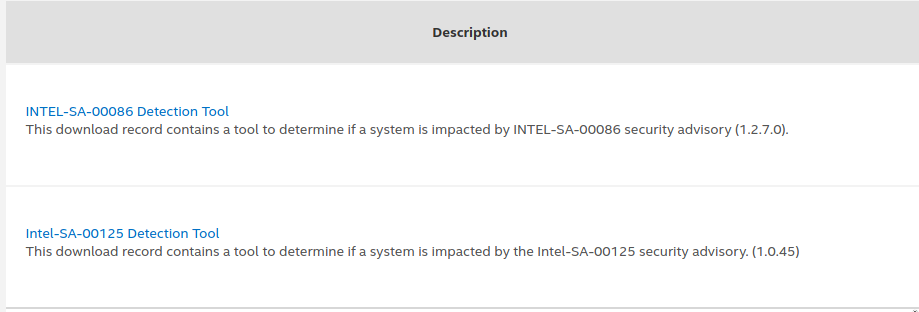 Description
INTEL-SA-00086 Detection Tool
This download record contains a tool to determine if a system is impacted by INTEL-SA-00086 security advisory (1.2.7.0).
Intel-SA-00125 Detection Tool
This download record contains a tool to determine if a system is impacted by the Intel-SA-00125 security advisory. (1.0.45)